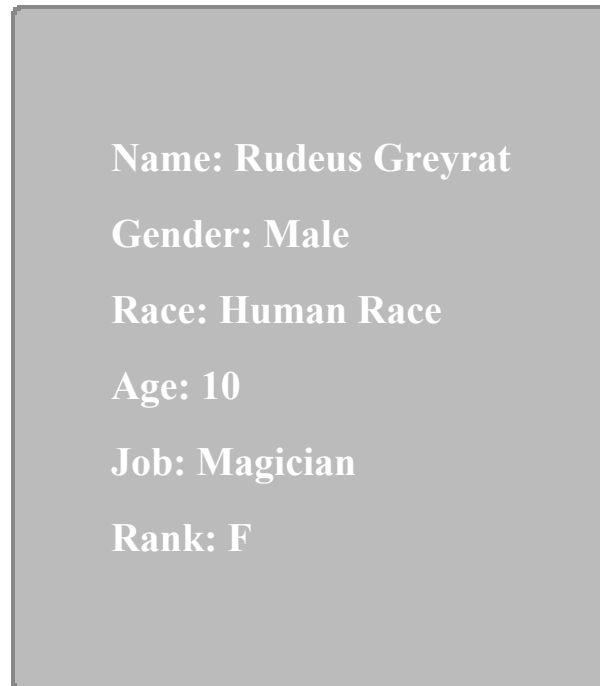 Name: Rudeus Greyrat
Gender: Male
Race: Human Race
Age: 10
Job: Magician
Rank: F